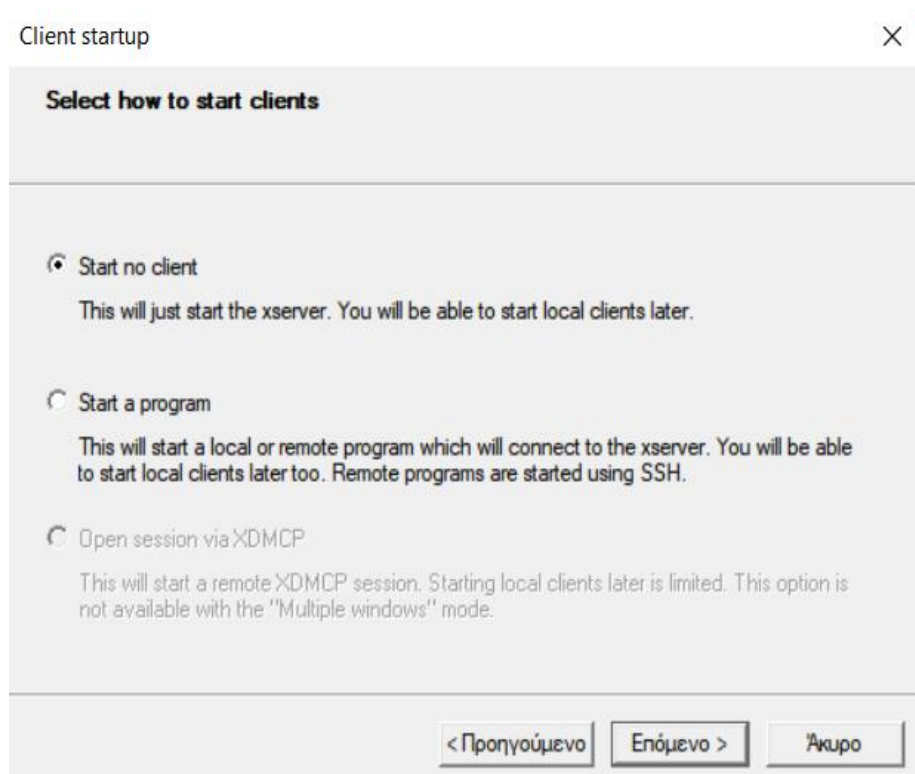 Client startup
Select how to start clients
Start no client
This will just start the xserver. You will be able to start local clients later.
Start a program
This will start a local or remote program which will connect to the xserver. You will be able
to start local clients later too. Remote programs are started using SSH.
Open session via XDMCP
This will start a remote XDMCP session. Starting local clients later is limited. This option is
not available with the "Multiple windows" mode.
< Προηγούμενο Επόμενο > Άκυρο